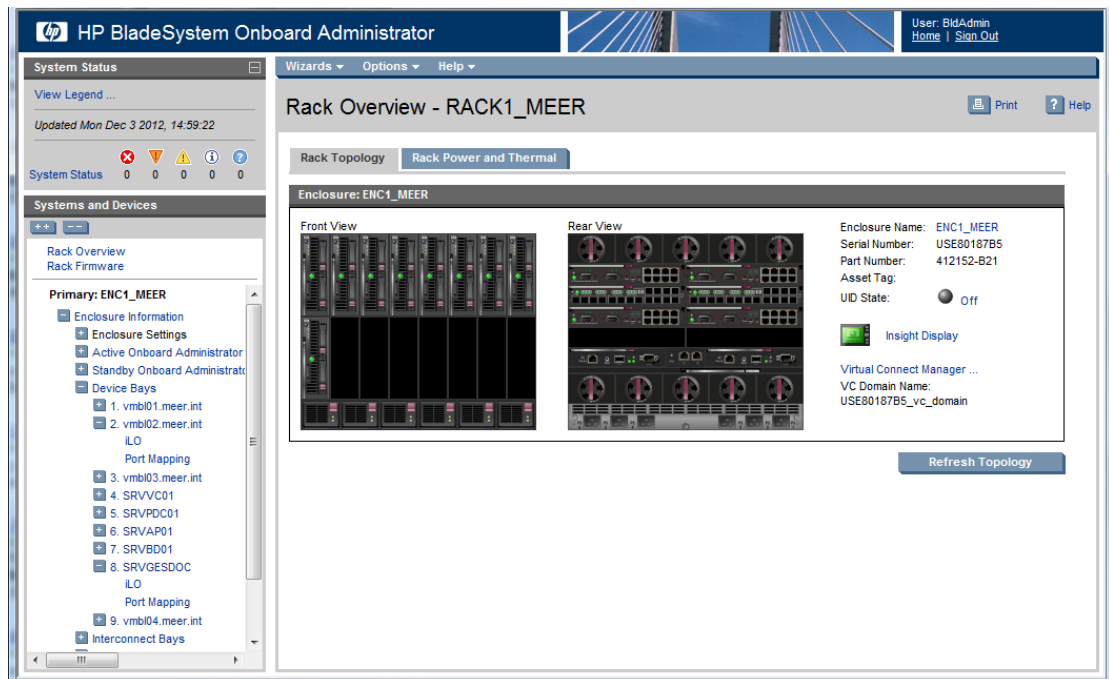 hp HP BladeSystem Onboard Administrator
User: BldAdmin
Home | Sign Out
System Status
View Legend ...
Updated Mon Dec 3 2012, 14:59:22
System Status 0 0 0 0 0
Systems and Devices
++ --
Rack Overview
Rack Firmware
Primary: ENC1_MEER
Enclosure Information
Enclosure Settings
Active Onboard Administrator
Standby Onboard Administrato
Device Bays
1. vmbl01.meer.int
2. vmbl02.meer.int
iLO
Port Mapping
3. vmbl03.meer.int
4. SRVVC01
5. SRVPDC01
6. SRVAP01
7. SRVBD01
8. SRVGESDOC
iLO
Port Mapping
9. vmbl04.meer.int
Interconnect Bays
Wizards Options Help
Rack Overview - RACK1_MEER
Print ? Help
Rack Topology Rack Power and Thermal
Enclosure: ENC1_MEER
Front View
Rear View
Enclosure Name: ENC1_MEER
Serial Number: USE80187B5
Part Number: 412152-B21
Asset Tag:
UID State: Off
Insight Display
Virtual Connect Manager ...
VC Domain Name:
USE80187B5_vc_domain
Refresh Topology